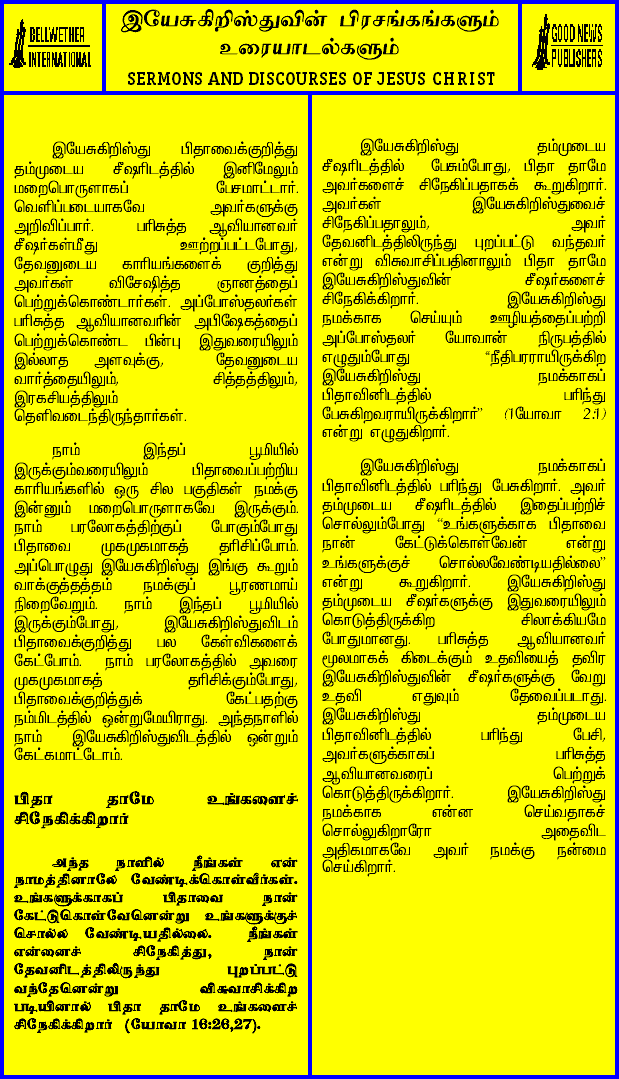 BELLWETHER
INTERNATIONAL
இயேசுகிறிஸ்துவின் பிரசங்கங்களும்
உரையாடல்களும்
SERMONS AND DISCOURSES OF JESUS CHRIST
GOOD NEWS
PUBLISHERS
இயேசுகிறிஸ்து பிதாவைக்குறித்து
தம்முடைய சீஷரிடத்தில் இனிமேலும்
மறைபொருளாகப் பேசமாட்டார்.
வெளிப்படையாகவே அவர்களுக்கு
அறிவிப்பார். பரிசுத்த ஆவியானவர்
சீஷர்கள்மீது ஊற்றப்பட்டபோது,
தேவனுடைய காரியங்களைக் குறித்து
அவர்கள் விசேஷித்த ஞானத்தைப்
பெற்றுக்கொண்டார்கள். அப்போஸ்தலர்கள்
பரிசுத்த ஆவியானவரின் அபிஷேகத்தைப்
பெற்றுக்கொண்ட பின்பு இதுவரையிலும்
இல்லாத அளவுக்கு, தேவனுடைய
வார்த்தையிலும், சித்தத்திலும்,
இரகசியத்திலும்
தெளிவடைந்திருந்தார்கள்.
நாம் இந்தப் பூமியில்
இருக்கும்வரையிலும் பிதாவைப்பற்றிய
காரியங்களில் ஒரு சில பகுதிகள் நமக்கு
இன்னும் மறைபொருளாகவே இருக்கும்.
நாம் பரலோகத்திற்குப் போகும்போது
பிதாவை முகமுகமாகத் தரிசிப்போம்.
அப்பொழுது இயேசுகிறிஸ்து இங்கு கூறும்
வாக்குத்தத்தம் நமக்குப் பூரணமாய்
நிறைவேறும். நாம் இந்தப் பூமியில்
இருக்கும்போது, இயேசுகிறிஸ்துவிடம்
பிதாவைக்குறித்து பல கேள்விகளைக்
கேட்போம். நாம் பரலோகத்தில் அவரை
முகமுகமாகத் தரிசிக்கும்போது,
பிதாவைக்குறித்துக் கேட்பதற்கு
நம்மிடத்தில் ஒன்றுமேயிராது. அந்தநாளில்
நாம் இயேசுகிறிஸ்துவிடத்தில் ஒன்றும்
கேட்கமாட்டோம்.
பிதா தாமே உங்களைச்
சிநேகிக்கிறார்
அந்த நாளில் நீங்கள் என்
நாமத்தினாலே வேண்டிக்கொள்வீர்கள்.
உங்களுக்காகப் பிதாவை நான்
கேட்டுகொள்வேனென்று உங்களுக்குச்
சொல்ல வேண்டியதில்லை. நீங்கள்
என்னைச் சிநேகித்து, நான்
தேவனிடத்திலிருந்து புறப்பட்டு
வந்தேனென்று விசுவாசிக்கிற
படியினால் பிதா தாமே உங்களைச்
சிநேகிக்கிறார் (யோவா 16:26,27).
இயேசுகிறிஸ்து தம்முடைய
சீஷரிடத்தில் பேசும்போது, பிதா தாமே
அவர்களைச் சிநேகிப்பதாகக் கூறுகிறார்.
அவர்கள் இயேசுகிறிஸ்துவைச்
சிநேகிப்பதாலும், அவர்
தேவனிடத்திலிருந்து புறப்பட்டு வந்தவர்
என்று விசுவாசிப்பதினாலும் பிதா தாமே
இயேசுகிறிஸ்துவின் சீஷர்களைச்
சிநேகிக்கிறார். இயேசுகிறிஸ்து
நமக்காக செய்யும் ஊழியத்தைப்பற்றி
அப்போஸ்தலர் யோவான் நிருபத்தில்
எழுதும்போது "நீதிபரராயிருக்கிற
இயேசுகிறிஸ்து நமக்காகப்
பிதாவினிடத்தில் பரிந்து
பேசுகிறவராயிருக்கிறார்" (1யோவா 2:1)
என்று எழுதுகிறார்.
இயேசுகிறிஸ்து நமக்காகப்
பிதாவினிடத்தில் பரிந்து பேசுகிறார். அவர்
தம்முடைய சீஷரிடத்தில் இதைப்பற்றிச்
சொல்லும்போது "உங்களுக்காக பிதாவை
நான் கேட்டுக்கொள்வேன் என்று
உங்களுக்குச் சொல்லவேண்டியதில்லை"
என்று கூறுகிறார். இயேசுகிறிஸ்து
தம்முடைய சீஷர்களுக்கு இதுவரையிலும்
கொடுத்திருக்கிற சிலாக்கியமே
போதுமானது. பரிசுத்த ஆவியானவர்
மூலமாகக் கிடைக்கும் உதவியைத் தவிர
இயேசுகிறிஸ்துவின் சீஷர்களுக்கு வேறு
உதவி எதுவும் தேவைப்படாது.
இயேசுகிறிஸ்து தம்முடைய
பிதாவினிடத்தில் பரிந்து பேசி,
அவர்களுக்காகப் பரிசுத்த
ஆவியானவரைப் பெற்றுக்
கொடுத்திருக்கிறார். இயேசுகிறிஸ்து
நமக்காக என்ன செய்வதாகச்
சொல்லுகிறாரோ அதைவிட
அதிகமாகவே அவர் நமக்கு நன்மை
செய்கிறார்.